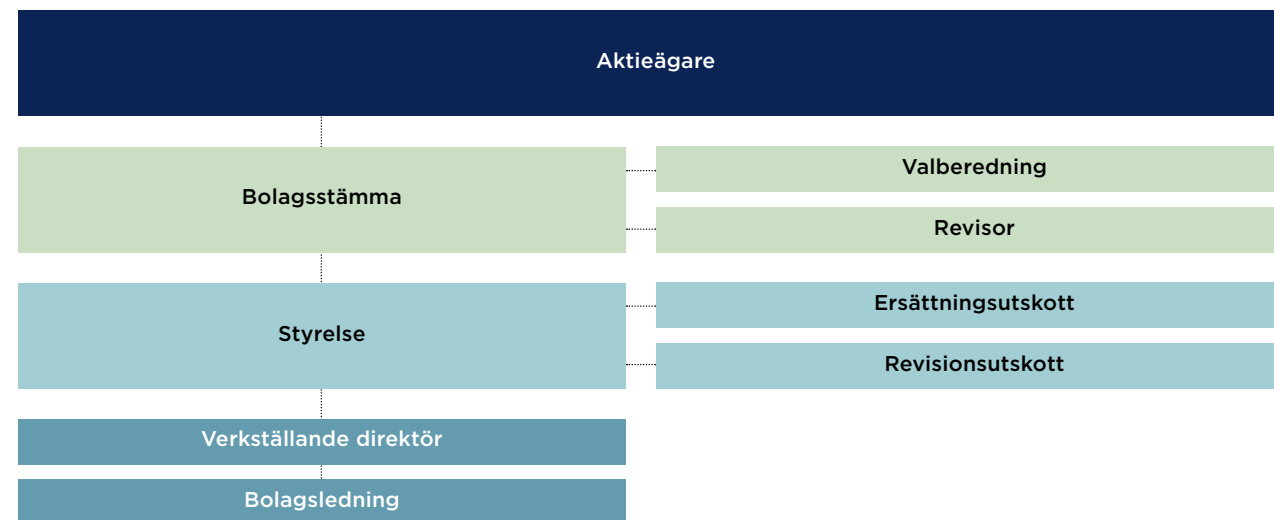 Aktieägare
Bolagsstämma
Valberedning
Revisor
Styrelse
Ersättningsutskott
Revisionsutskott
Verkställande direktör
Bolagsledning